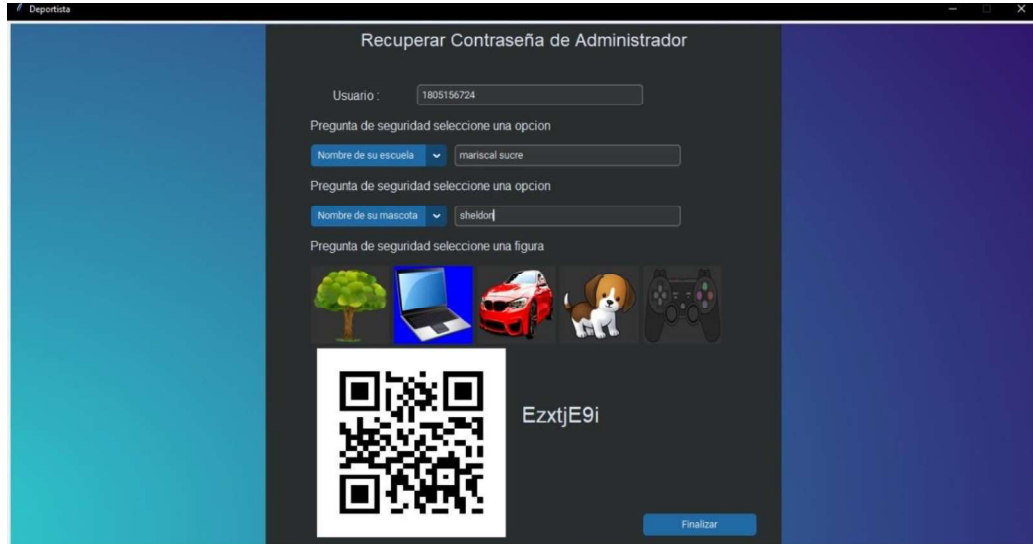 Deportista
Recuperar Contraseña de Administrador
Usuario : 1805156724
Pregunta de seguridad seleccione una opcion
Nombre de su escuela mariscal sucre
Pregunta de seguridad seleccione una opcion
Nombre de su mascota sheldon
Pregunta de seguridad seleccione una figura
EzxtjE9i
Finalizar